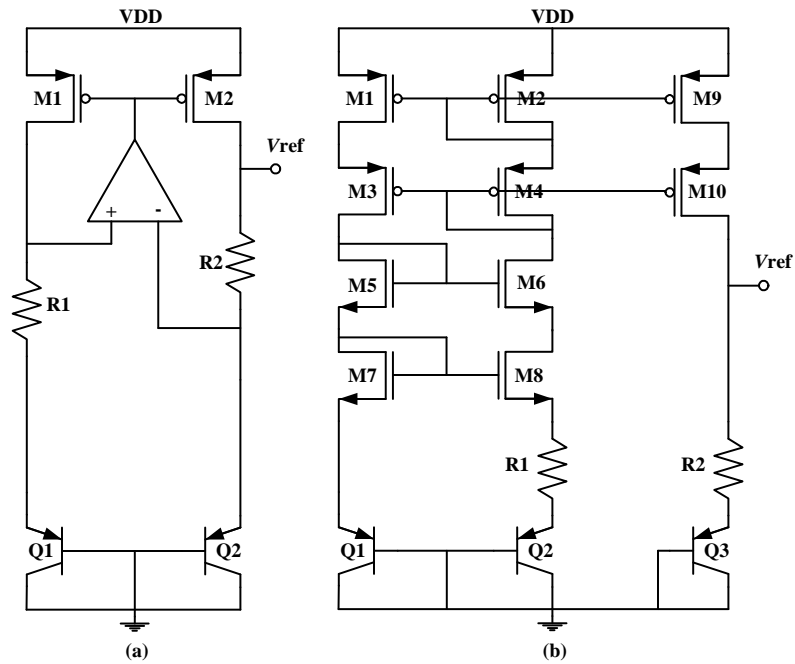 VDD
M1
M2
Vref
+
-
R2
R1
Q1
Q2
(a)
VDD
M1
M2
M9
M3
M4
M10
Vref
M5
M6
M7
M8
R1
R2
Q1
Q2
Q3
(b)